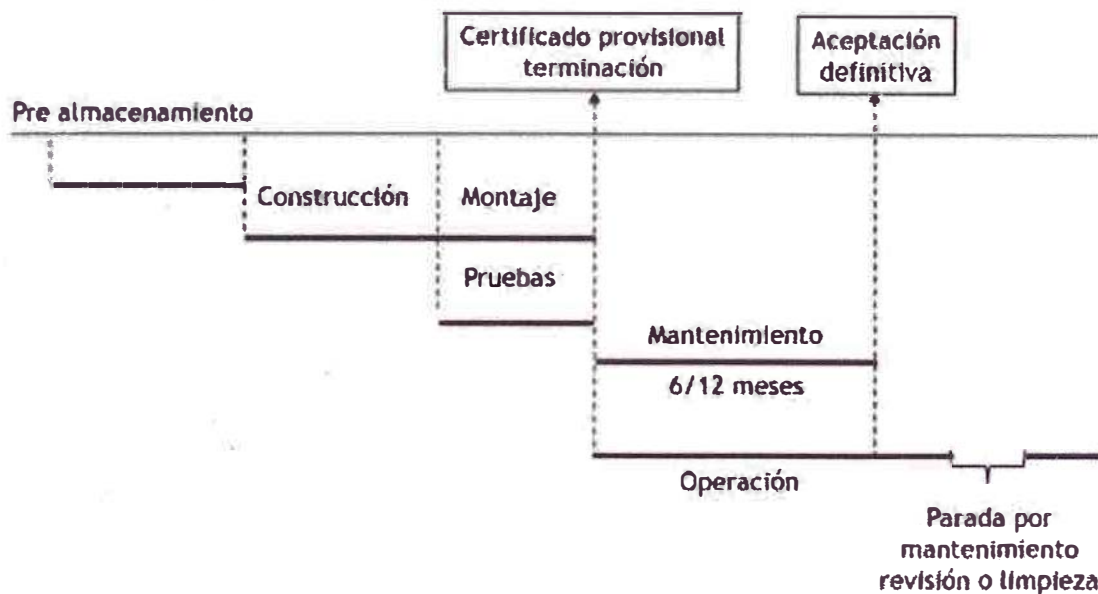 Certificado provisional
terminación
Aceptación
definitiva
Pre almacenamiento
Construcción
Montaje
Pruebas
Mantenimiento
6/12 meses
Operación
Parada por
mantenimiento
revisión o limpieza